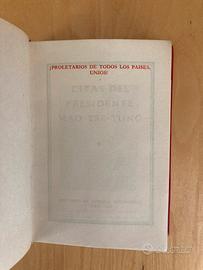 ¡PROLETARIOS DE TODOS LOS PAISES,
UNIOS!
CITAS DEL
PRESIDENTE
MAO TSE-TUNG